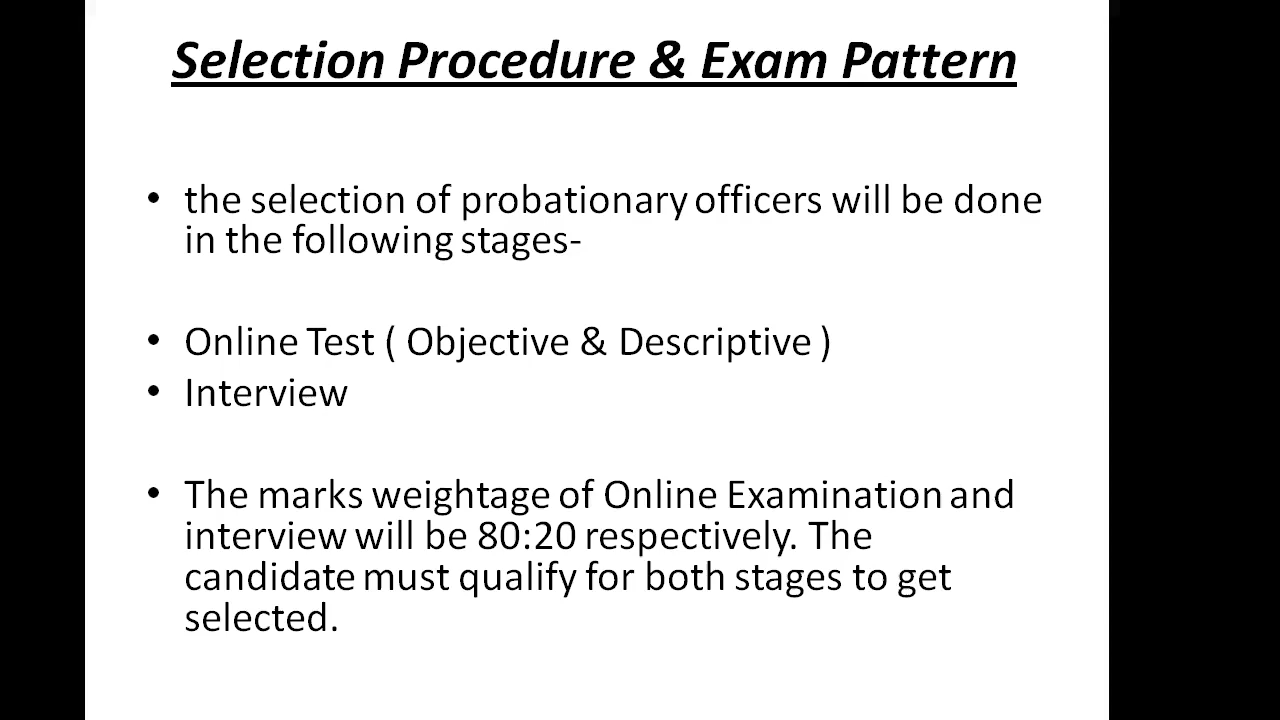 Selection Procedure & Exam Pattern
• the selection of probationary officers will be done
in the following stages-
• Online Test ( Objective & Descriptive )
• Interview
• The marks weightage of Online Examination and
interview will be 80:20 respectively. The
candidate must qualify for both stages to get
selected.